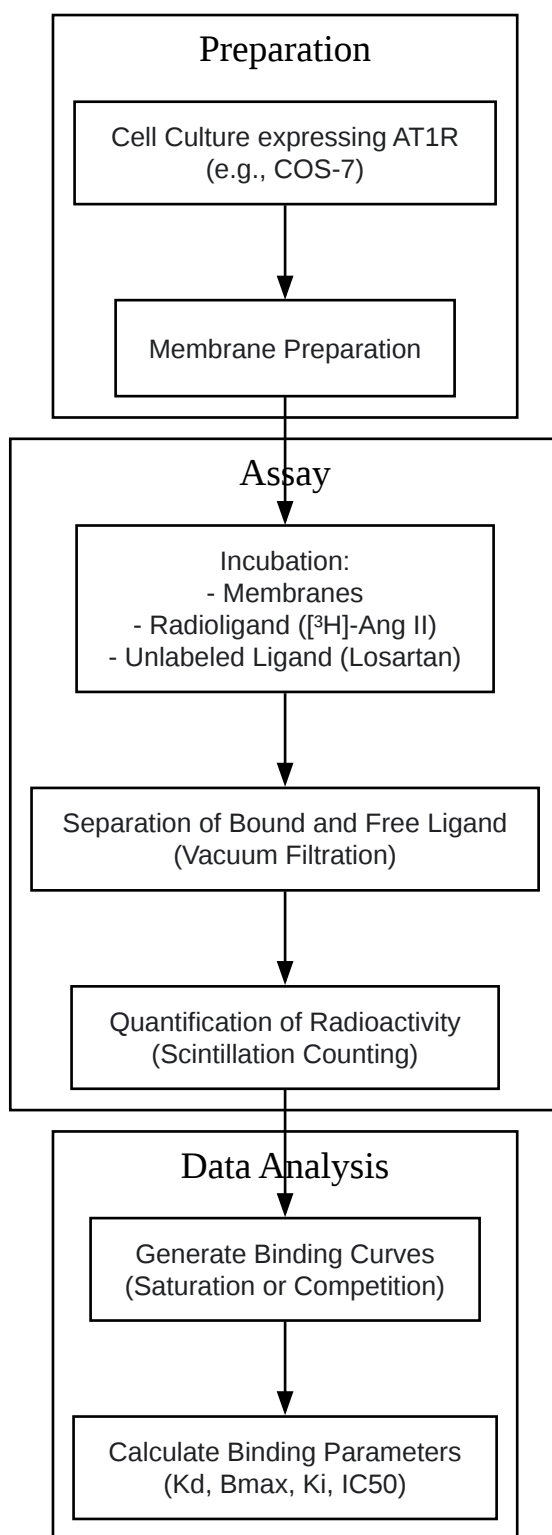 Preparation
Cell Culture expressing AT1R
(e.g., COS-7)
Membrane Preparation
Assay
Incubation:
- Membranes
- Radioligand ([³H]-Ang II)
- Unlabeled Ligand (Losartan)
Separation of Bound and Free Ligand
(Vacuum Filtration)
Quantification of Radioactivity
(Scintillation Counting)
Data Analysis
Generate Binding Curves
(Saturation or Competition)
Calculate Binding Parameters
(Kd, Bmax, Ki, IC50)